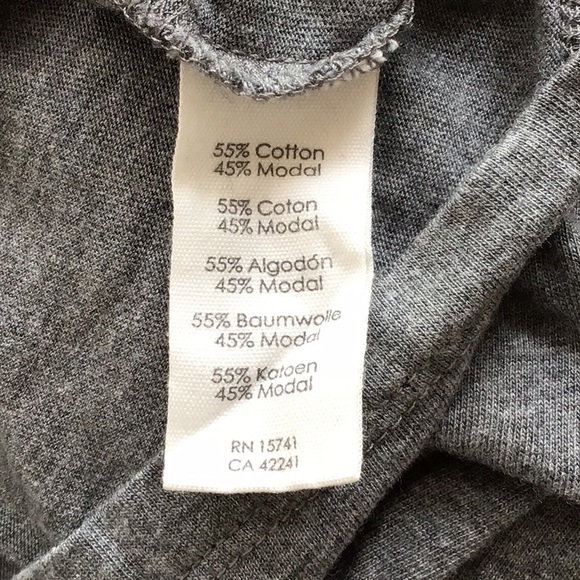 55% Cotton
45% Modal
55% Coton
45% Modal
55% Algodón
45% Modal
55% Baumwolle
45% Modal
55% Katoen
45% Modal
RN 15741
CA 42241